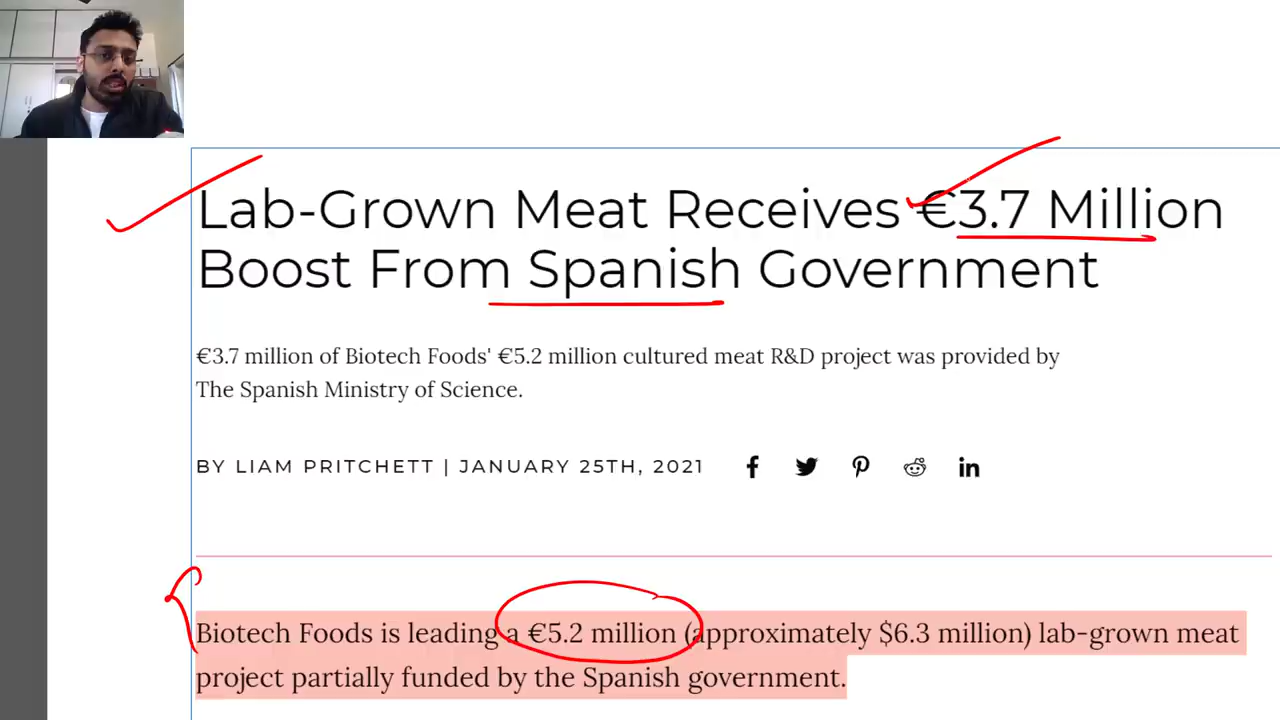 Lab-Grown Meat Receives €3.7 Million
Boost From Spanish Government
€3.7 million of Biotech Foods' €5.2 million cultured meat R&D project was provided by
The Spanish Ministry of Science.
BY LIAM PRITCHETT | JANUARY 25TH, 2021
Biotech Foods is leading a €5.2 million (approximately $6.3 million) lab-grown meat
project partially funded by the Spanish government.